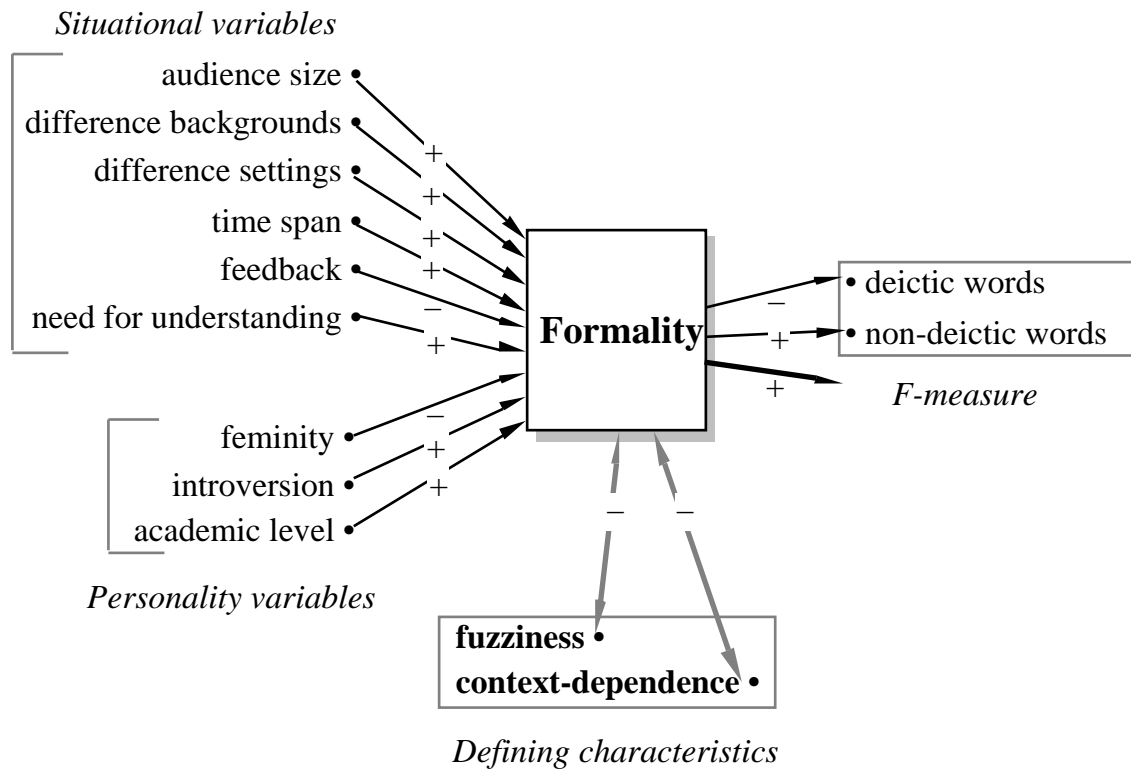 Situational variables
audience size •
difference backgrounds •
difference settings •
time span •
feedback •
need for understanding •
+
+
+
+
−
+
feminity •
introversion •
academic level •
−
+
+
Personality variables
Formality
−
+
+
• deictic words
• non-deictic words
F-measure
−
−
fuzziness •
context-dependence •
Defining characteristics